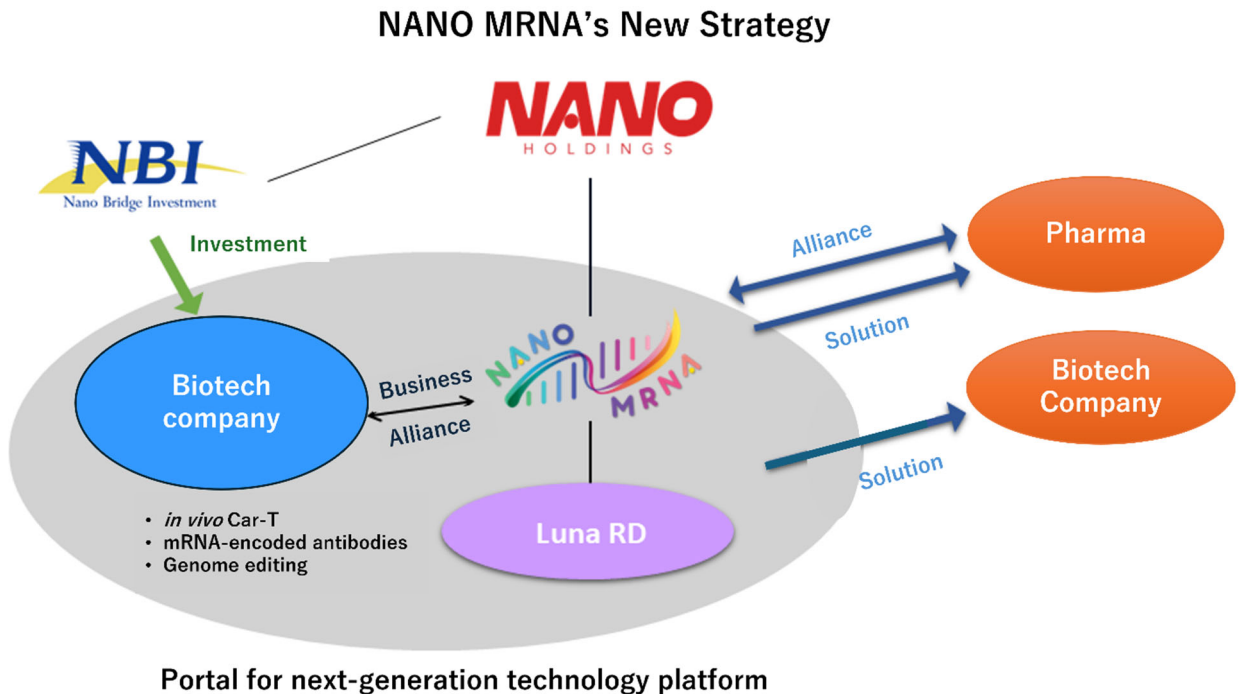 NANO MRNA's New Strategy
NANO
HOLDINGS
NBI
Nano Bridge Investment
Investment
Alliance
Pharma
Solution
Biotech
company
Business
Alliance
NANO
MRNA
Biotech
Company
Solution
Luna RD
• in vivo Car-T
• mRNA-encoded antibodies
• Genome editing
Portal for next-generation technology platform